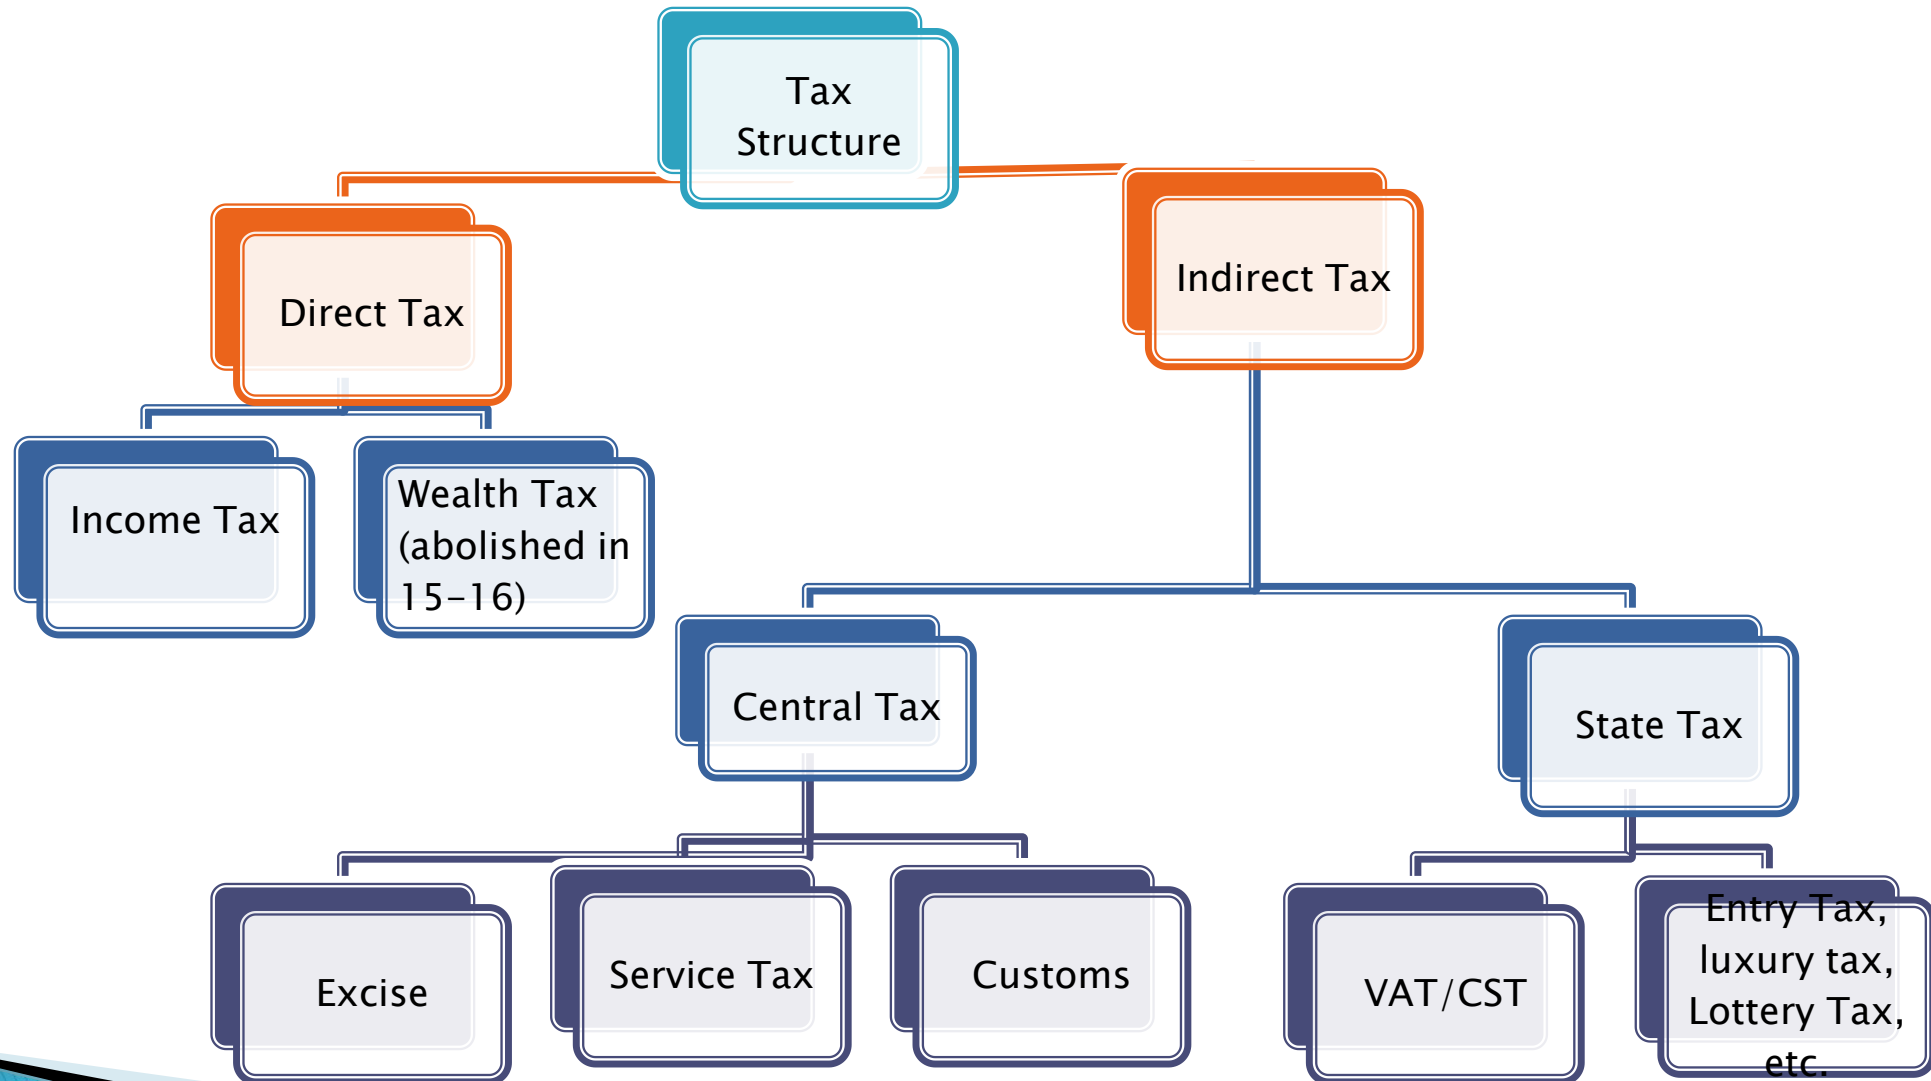 Tax
Structure
Direct Tax
Indirect Tax
Income Tax
Wealth Tax
(abolished in
15-16)
Central Tax
State Tax
Excise
Service Tax
Customs
VAT/CST
Entry Tax,
luxury tax,
Lottery Tax,
etc.